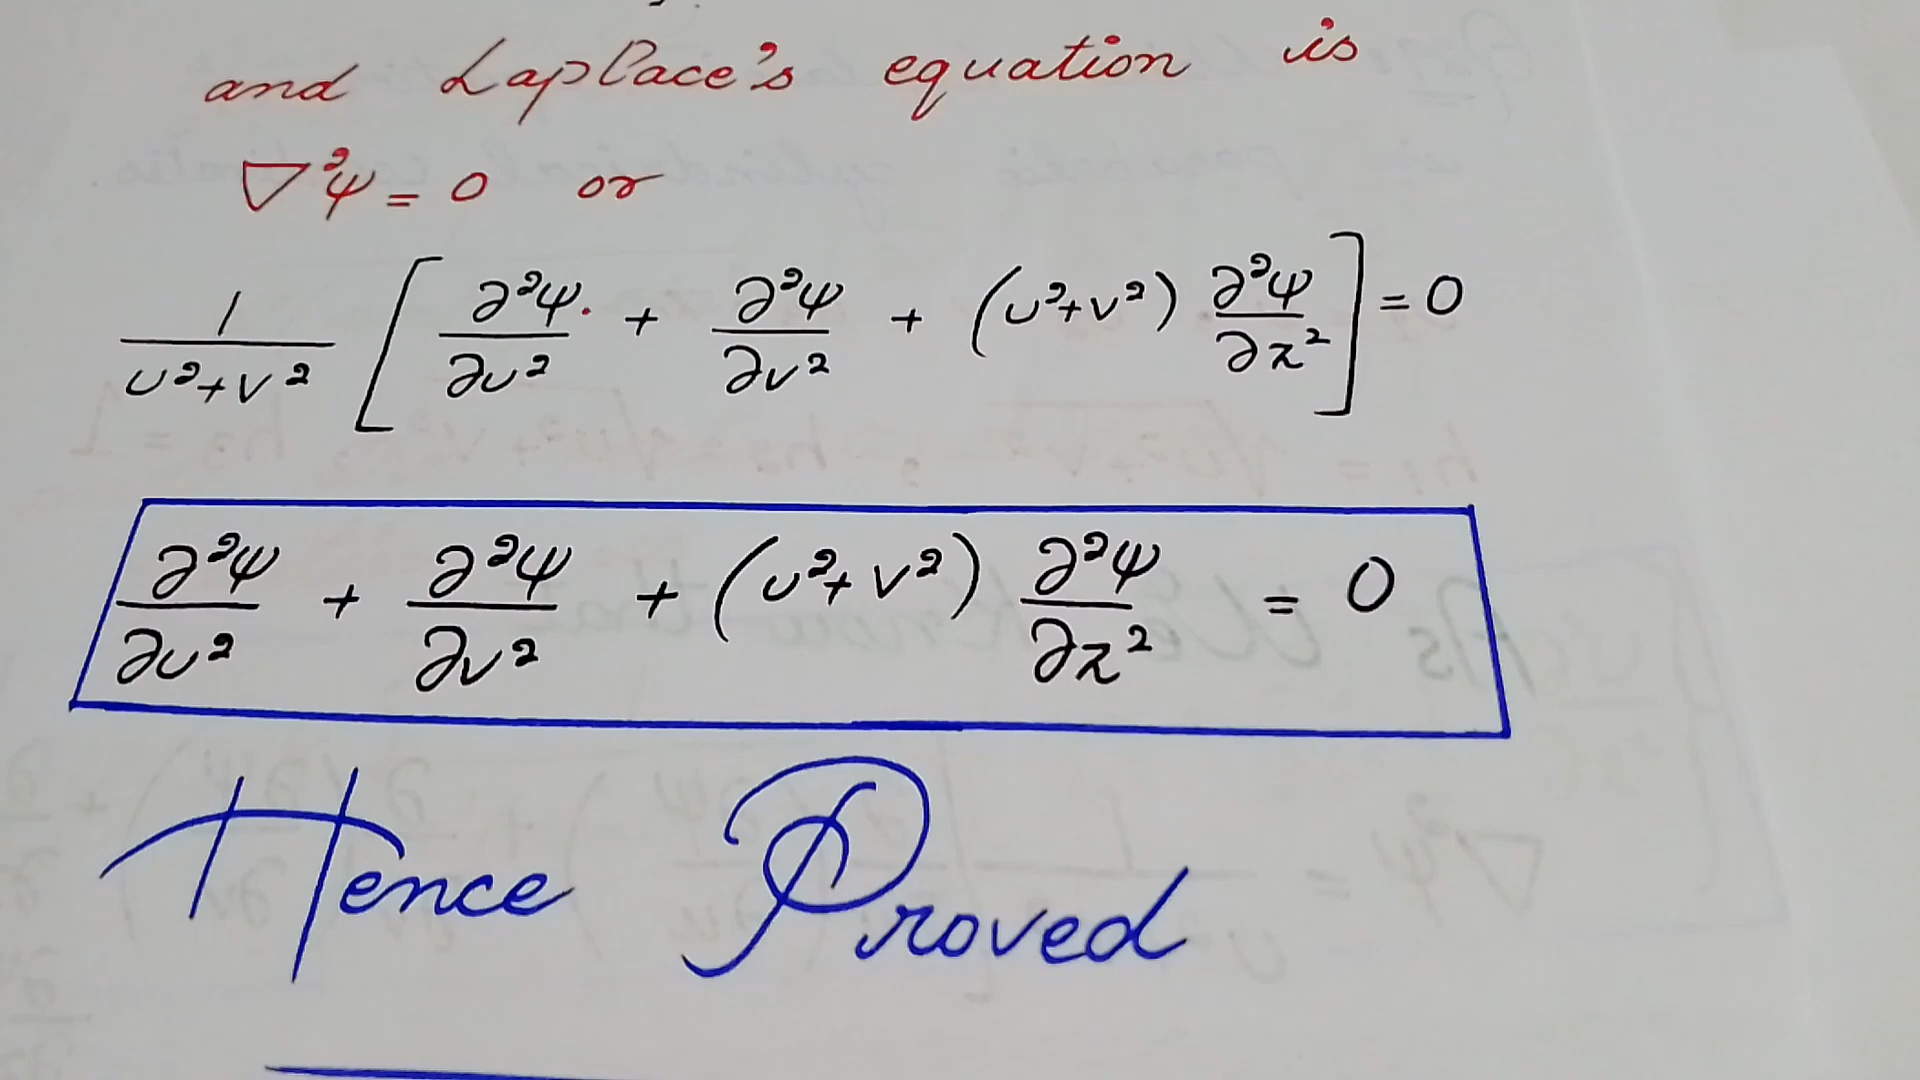 and Laplace's equation is
∇²ψ = 0 or
1/(u²+v²) [∂²ψ/∂u² + ∂²ψ/∂v² + (u²+v²) ∂²ψ/∂z²] = 0
∂²ψ/∂u² + ∂²ψ/∂v² + (u²+v²) ∂²ψ/∂z² = 0
Hence Proved